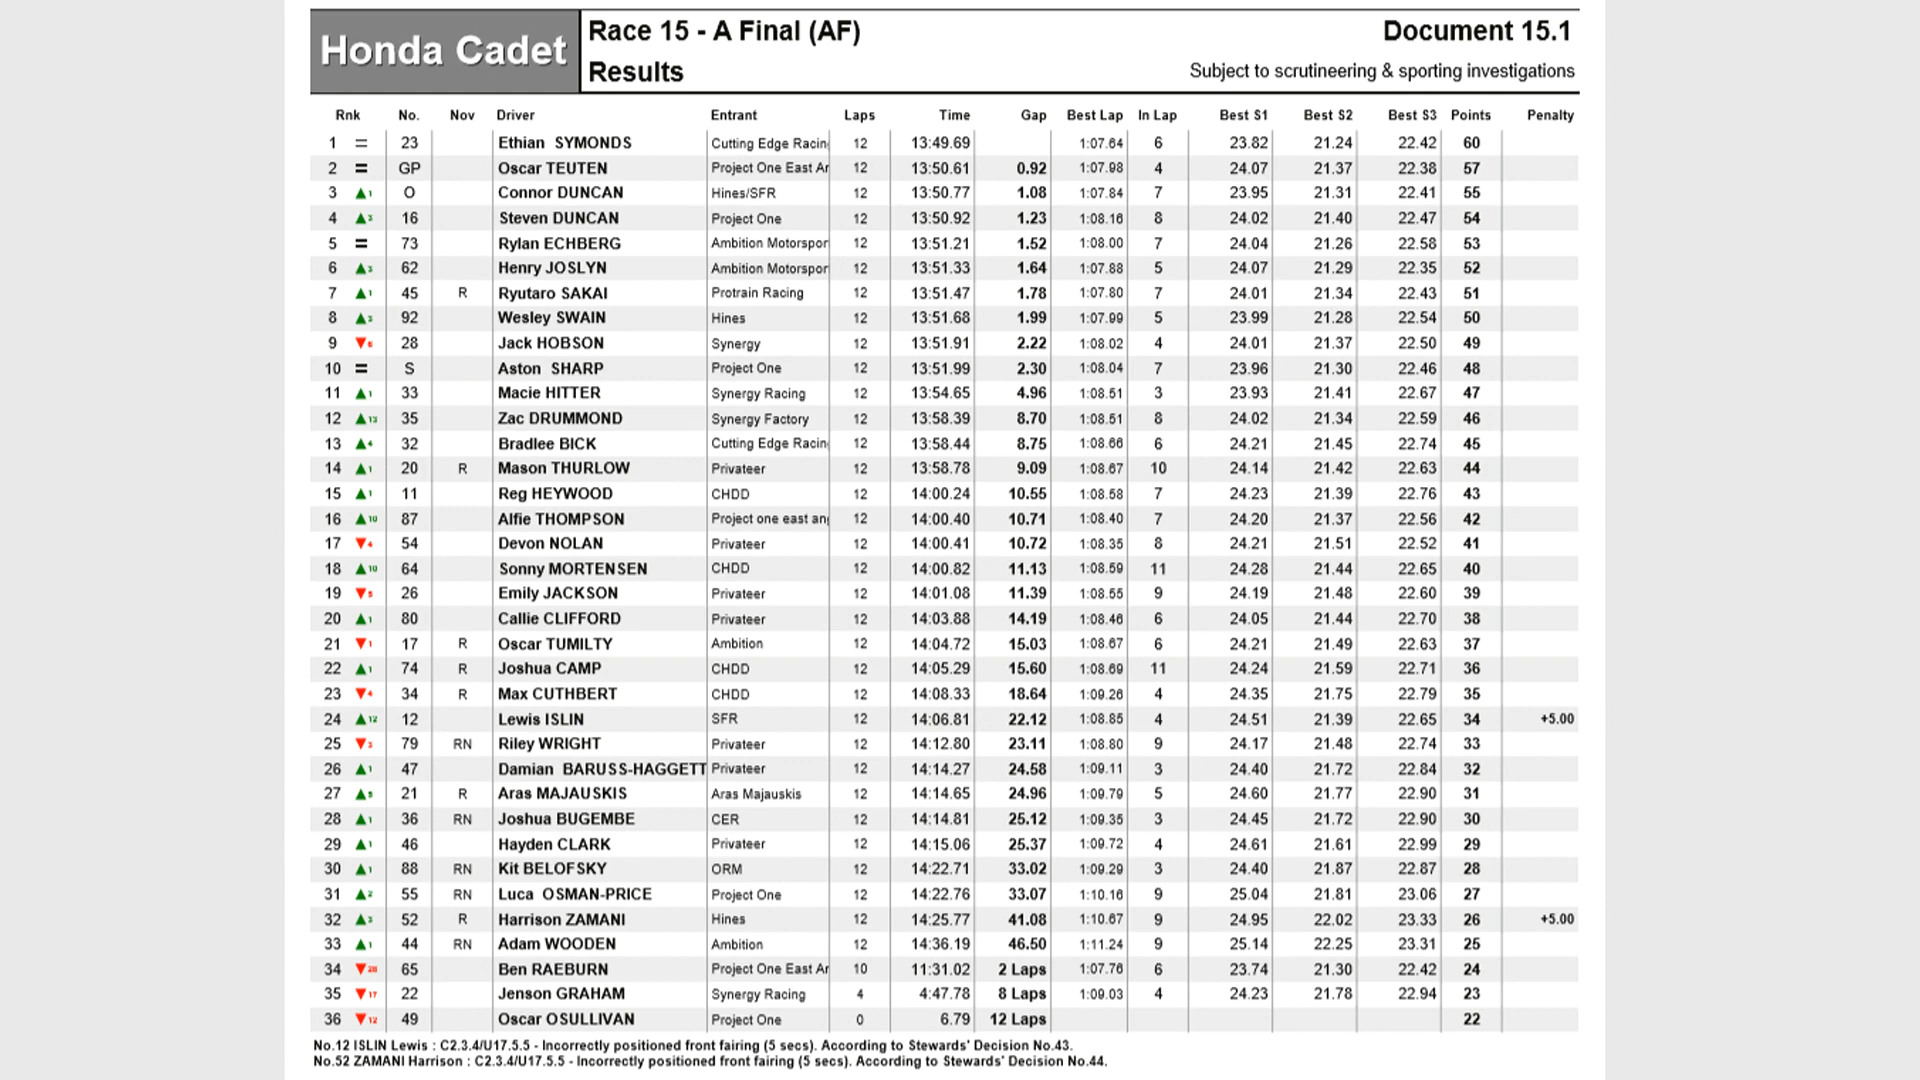 Honda Cadet
Race 15 - A Final (AF)
Results
Document 15.1
Subject to scrutineering & sporting investigations
Rnk No. Nov Driver Entrant Laps Time Gap Best Lap In Lap Best S1 Best S2 Best S3 Points Penalty
1 = 23 Ethian SYMONDS Cutting Edge Racin 12 13:49.69 1:07.64 6 23.82 21.24 22.42 60
2 = GP Oscar TEUTEN Project One East Ar 12 13:50.61 0.92 1:07.98 4 24.07 21.37 22.38 57
3 ▲1 O Connor DUNCAN Hines/SFR 12 13:50.77 1.08 1:07.84 7 23.95 21.31 22.41 55
4 ▲3 16 Steven DUNCAN Project One 12 13:50.92 1.23 1:08.16 8 24.02 21.40 22.47 54
5 = 73 Rylan ECHBERG Ambition Motorspor 12 13:51.21 1.52 1:08.00 7 24.04 21.26 22.58 53
6 ▲3 62 Henry JOSLYN Ambition Motorspor 12 13:51.33 1.64 1:07.88 5 24.07 21.29 22.35 52
7 ▲1 45 R Ryutaro SAKAI Protrain Racing 12 13:51.47 1.78 1:07.80 7 24.01 21.34 22.43 51
8 ▲3 92 Wesley SWAIN Hines 12 13:51.68 1.99 1:07.99 5 23.99 21.28 22.54 50
9 ▼6 28 Jack HOBSON Synergy 12 13:51.91 2.22 1:08.02 4 24.01 21.37 22.50 49
10 = S Aston SHARP Project One 12 13:51.99 2.30 1:08.04 7 23.96 21.30 22.46 48
11 ▲1 33 Macie HITTER Synergy Racing 12 13:54.65 4.96 1:08.51 3 23.93 21.41 22.67 47
12 ▲13 35 Zac DRUMMOND Synergy Factory 12 13:58.39 8.70 1:08.51 8 24.02 21.34 22.59 46
13 ▲4 32 Bradlee BICK Cutting Edge Racin 12 13:58.44 8.75 1:08.66 6 24.21 21.45 22.74 45
14 ▲1 20 R Mason THURLOW Privateer 12 13:58.78 9.09 1:08.67 10 24.14 21.42 22.63 44
15 ▲1 11 Reg HEYWOOD CHDD 12 14:00.24 10.55 1:08.58 7 24.23 21.39 22.76 43
16 ▲10 87 Alfie THOMPSON Project one east an 12 14:00.40 10.71 1:08.40 7 24.20 21.37 22.56 42
17 ▼4 54 Devon NOLAN Privateer 12 14:00.41 10.72 1:08.35 8 24.21 21.51 22.52 41
18 ▲10 64 Sonny MORTENSEN CHDD 12 14:00.82 11.13 1:08.59 11 24.28 21.44 22.65 40
19 ▼5 26 Emily JACKSON Privateer 12 14:01.08 11.39 1:08.55 9 24.19 21.48 22.60 39
20 ▲1 80 Callie CLIFFORD Privateer 12 14:03.88 14.19 1:08.46 6 24.05 21.44 22.70 38
21 ▼1 17 R Oscar TUMILTY Ambition 12 14:04.72 15.03 1:08.67 6 24.21 21.49 22.63 37
22 ▲1 74 R Joshua CAMP CHDD 12 14:05.29 15.60 1:08.69 11 24.24 21.59 22.71 36
23 ▼4 34 R Max CUTHBERT CHDD 12 14:08.33 18.64 1:09.26 4 24.35 21.75 22.79 35
24 ▲12 12 Lewis ISLIN SFR 12 14:06.81 22.12 1:08.85 4 24.51 21.39 22.65 34 +5.00
25 ▼3 79 RN Riley WRIGHT Privateer 12 14:12.80 23.11 1:08.80 9 24.17 21.48 22.74 33
26 ▲1 47 Damian BARUSS-HAGGETT Privateer 12 14:14.27 24.58 1:09.11 3 24.40 21.72 22.84 32
27 ▲5 21 R Aras MAJAUSKIS Aras Majauskis 12 14:14.65 24.96 1:09.79 5 24.60 21.77 22.90 31
28 ▲1 36 RN Joshua BUGEMBE CER 12 14:14.81 25.12 1:09.35 3 24.45 21.72 22.90 30
29 ▲1 46 Hayden CLARK Privateer 12 14:15.06 25.37 1:09.72 4 24.61 21.61 22.99 29
30 ▲1 88 RN Kit BELOFSKY ORM 12 14:22.71 33.02 1:09.29 3 24.40 21.87 22.87 28
31 ▲2 55 RN Luca OSMAN-PRICE Project One 12 14:22.76 33.07 1:10.16 9 25.04 21.81 23.06 27
32 ▲3 52 R Harrison ZAMANI Hines 12 14:25.77 41.08 1:10.67 9 24.95 22.02 23.33 26 +5.00
33 ▲1 44 RN Adam WOODEN Ambition 12 14:36.19 46.50 1:11.24 9 25.14 22.25 23.31 25
34 ▼28 65 Ben RAEBURN Project One East Ar 10 11:31.02 2 Laps 1:07.76 6 23.74 21.30 22.42 24
35 ▼17 22 Jenson GRAHAM Synergy Racing 4 4:47.78 8 Laps 1:09.03 4 24.23 21.78 22.94 23
36 ▼12 49 Oscar OSULLIVAN Project One 0 6.79 12 Laps 22
No.12 ISLIN Lewis : C2.3.4/U17.5.5 - Incorrectly positioned front fairing (5 secs). According to Stewards' Decision No.43.
No.52 ZAMANI Harrison : C2.3.4/U17.5.5 - Incorrectly positioned front fairing (5 secs). According to Stewards' Decision No.44.